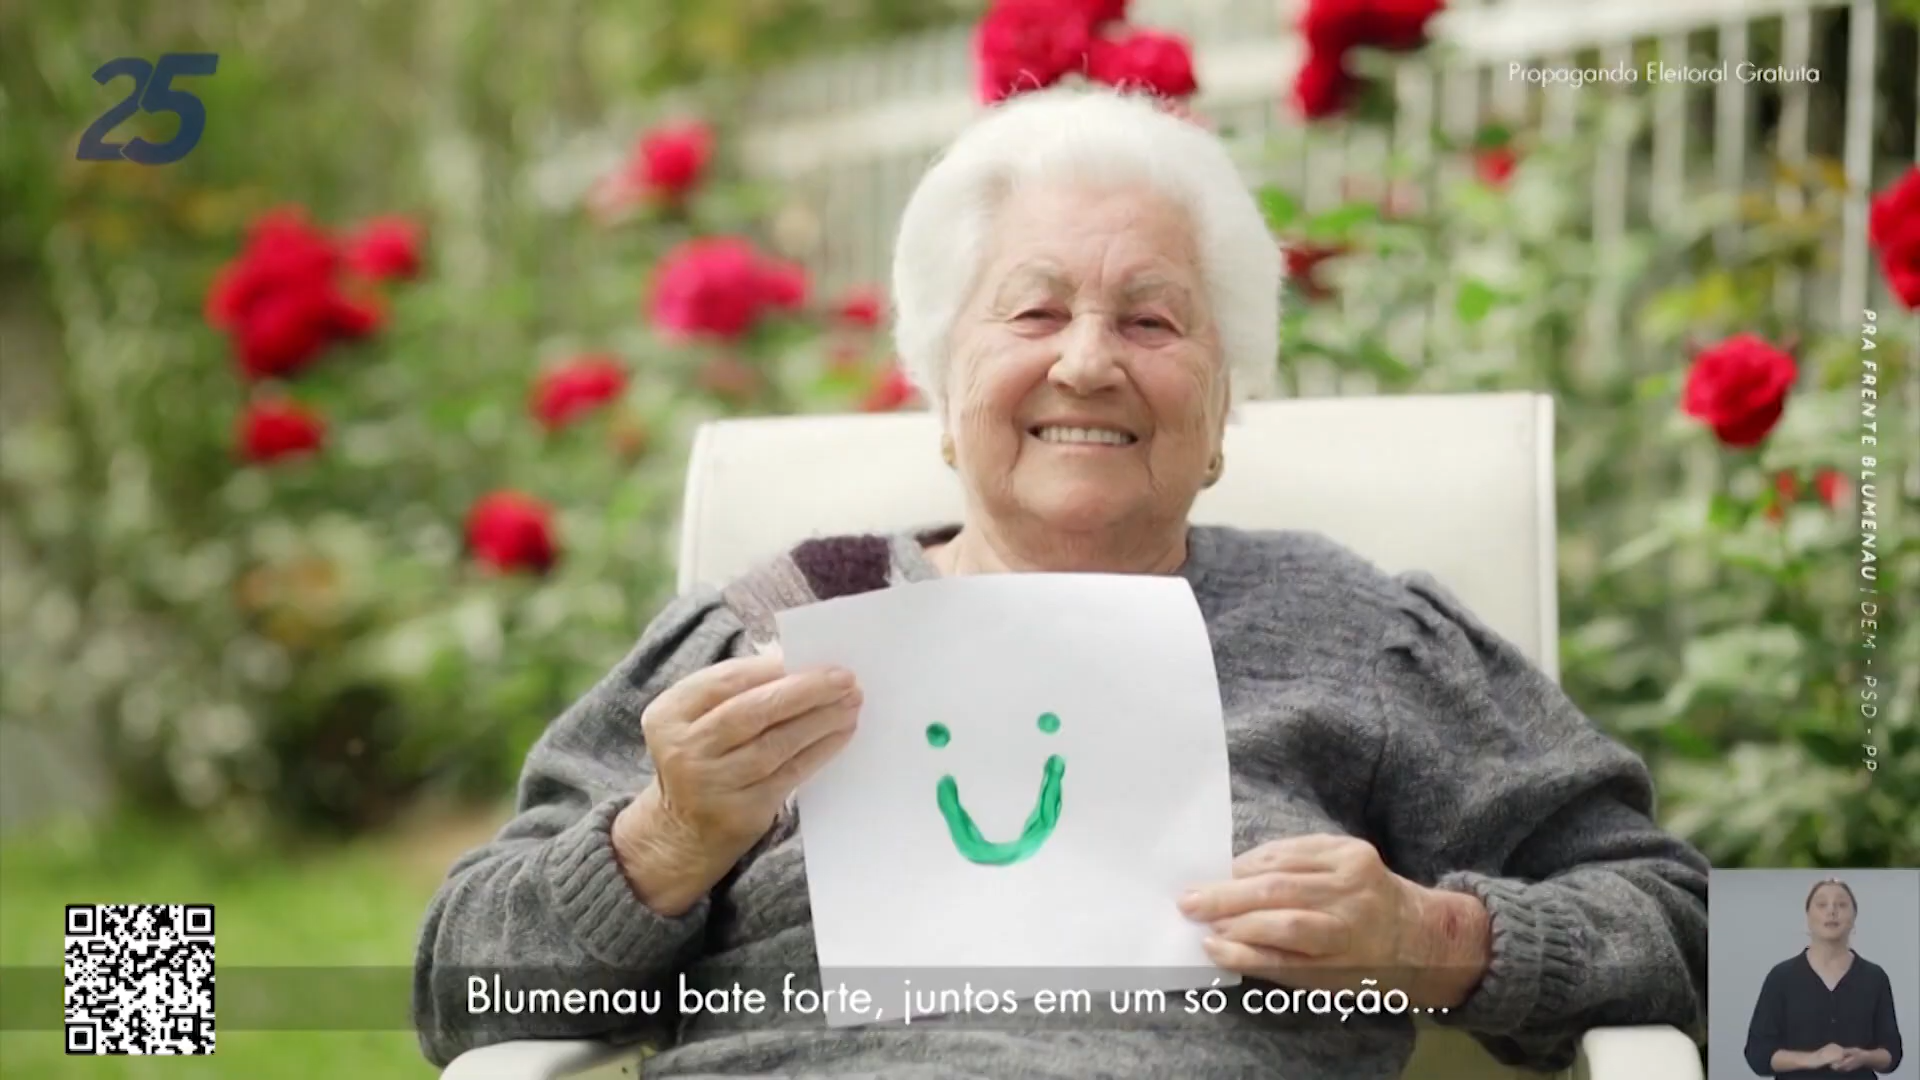 25
Propaganda Eleitoral Gratuita
PRA FRENTE BLUMENAU | DEM - PSD - PP
Blumenau bate forte, juntos em um só coração...